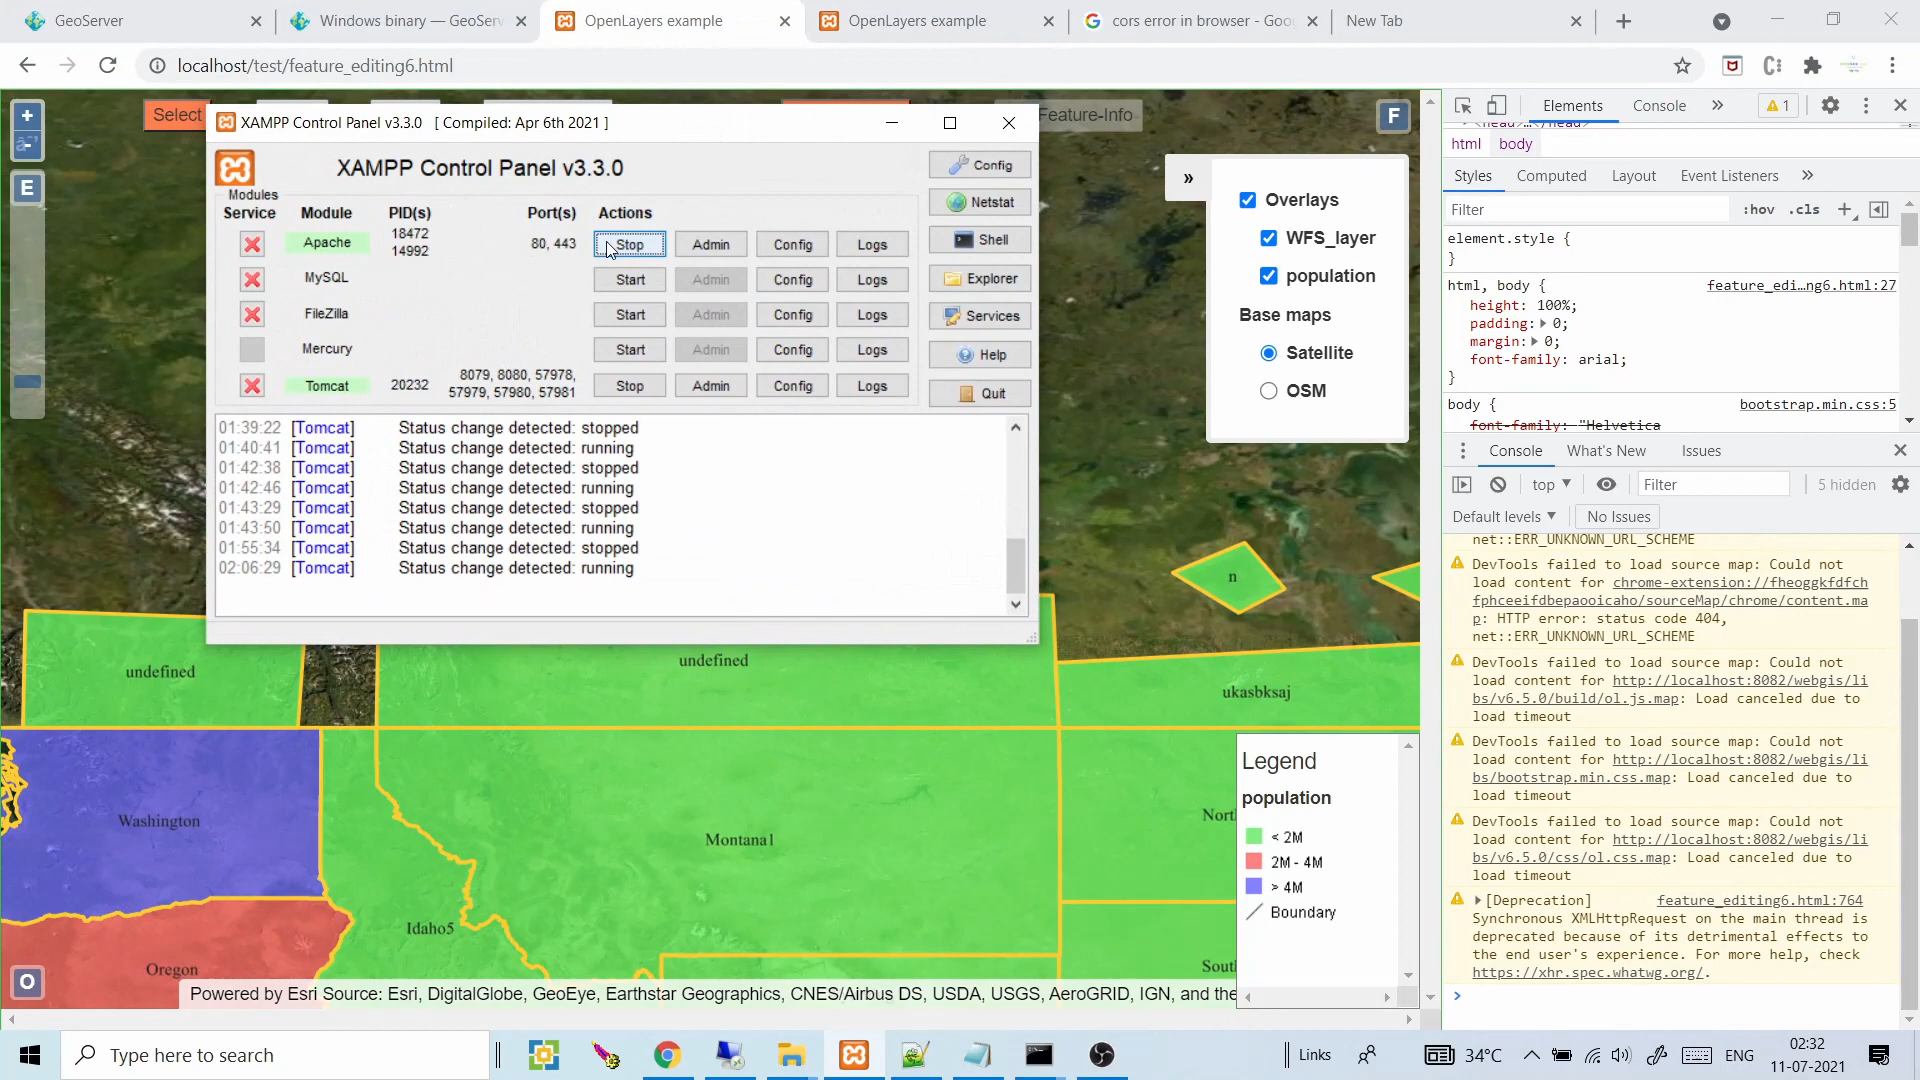 GeoServer
Windows binary — GeoServ
OpenLayers example
OpenLayers example
cors error in browser - Goo
New Tab
localhost/test/feature_editing6.html
Select
Feature-Info
F
E
+
XAMPP Control Panel v3.3.0 [ Compiled: Apr 6th 2021 ]
XAMPP Control Panel v3.3.0
Modules
Service Module PID(s) Port(s) Actions
Apache 18472 14992 80, 443 Stop Admin Config Logs
MySQL Start Admin Config Logs
FileZilla Start Admin Config Logs
Mercury Start Admin Config Logs
Tomcat 20232 8079, 8080, 57978, 57979, 57980, 57981 Stop Admin Config Logs
Config
Netstat
Shell
Explorer
Services
Help
Quit
01:39:22 [Tomcat] Status change detected: stopped
01:40:41 [Tomcat] Status change detected: running
01:42:38 [Tomcat] Status change detected: stopped
01:42:46 [Tomcat] Status change detected: running
01:43:29 [Tomcat] Status change detected: stopped
01:43:50 [Tomcat] Status change detected: running
01:55:34 [Tomcat] Status change detected: stopped
02:06:29 [Tomcat] Status change detected: running
»
Overlays
WFS_layer
population
Base maps
Satellite
OSM
n
undefined
undefined
ukasbksaj
Washington
Montana1
Idaho5
Oregon
Nort
Sout
Legend
population
< 2M
2M - 4M
> 4M
Boundary
O
Powered by Esri Source: Esri, DigitalGlobe, GeoEye, Earthstar Geographics, CNES/Airbus DS, USDA, USGS, AeroGRID, IGN, and the
Elements Console » 1
html body
Styles Computed Layout Event Listeners »
Filter :hov .cls +
element.style {
}
html, body { feature_edi…ng6.html:27
height: 100%;
padding: 0;
margin: 0;
font-family: arial;
}
body { bootstrap.min.css:5
font-family: "Helvetica
Console What's New Issues
top Filter 5 hidden
Default levels No Issues
net::ERR_UNKNOWN_URL_SCHEME
DevTools failed to load source map: Could not
load content for chrome-extension://fheoggkfdfch
fphceeifdbepaooicaho/sourceMap/chrome/content.ma
p: HTTP error: status code 404,
net::ERR_UNKNOWN_URL_SCHEME
DevTools failed to load source map: Could not
load content for http://localhost:8082/webgis/li
bs/v6.5.0/build/ol.js.map: Load canceled due to
load timeout
DevTools failed to load source map: Could not
load content for http://localhost:8082/webgis/li
bs/bootstrap.min.css.map: Load canceled due to
load timeout
DevTools failed to load source map: Could not
load content for http://localhost:8082/webgis/li
bs/v6.5.0/css/ol.css.map: Load canceled due to
load timeout
[Deprecation] feature_editing6.html:764
Synchronous XMLHttpRequest on the main thread is
deprecated because of its detrimental effects to
the end user's experience. For more help, check
https://xhr.spec.whatwg.org/.
Type here to search
Links
34°C
ENG
02:32
11-07-2021